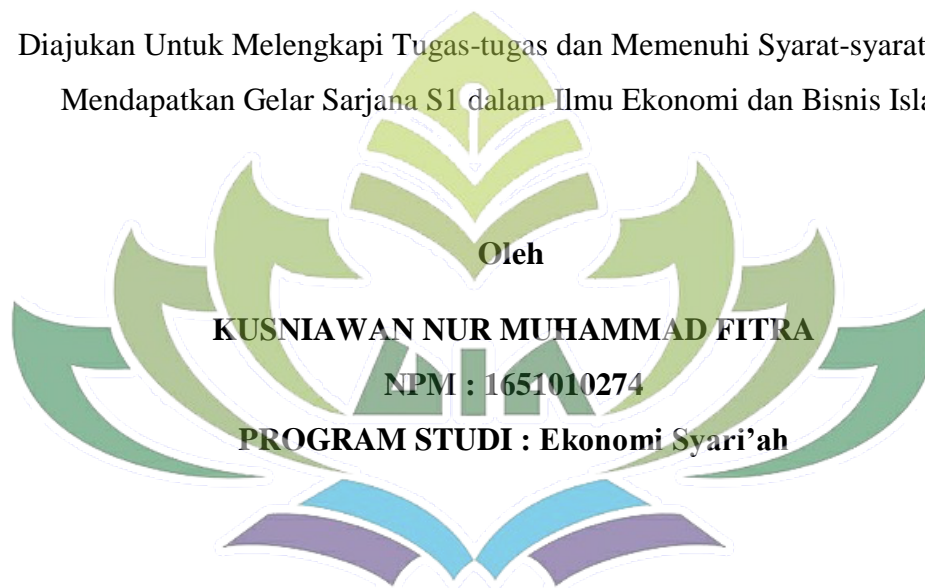 Diajukan Untuk Melengkapi Tugas-tugas dan Memenuhi Syarat-syarat
Mendapatkan Gelar Sarjana S1 dalam Ilmu Ekonomi dan Bisnis
Oleh
KUSNIAWAN NUR MUHAMMAD FITRA
NPM : 1651010274
PROGRAM STUDI : Ekonomi Syari’ah